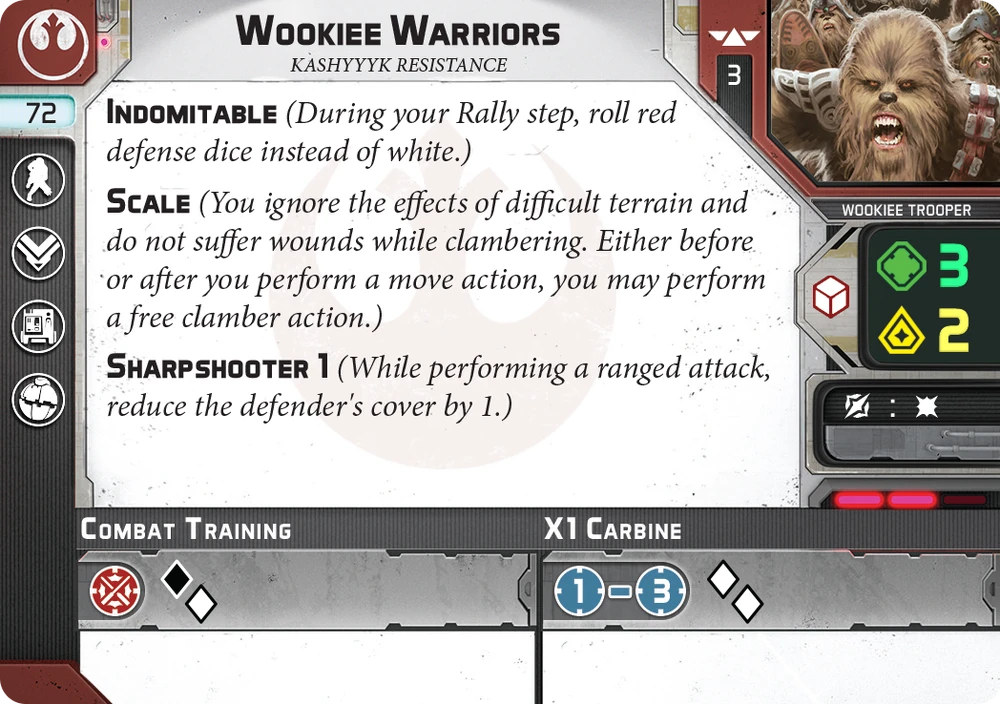 WOOKIEE WARRIORS
KASHYYYK RESISTANCE
3
72
INDOMITABLE (During your Rally step, roll red
defense dice instead of white.)
SCALE (You ignore the effects of difficult terrain and
do not suffer wounds while clambering. Either before
or after you perform a move action, you may perform
a free clamber action.)
SHARPSHOOTER 1 (While performing a ranged attack,
reduce the defender's cover by 1.)
WOOKIEE TROOPER
3
2
:
COMBAT TRAINING
X1 CARBINE
1 - 3